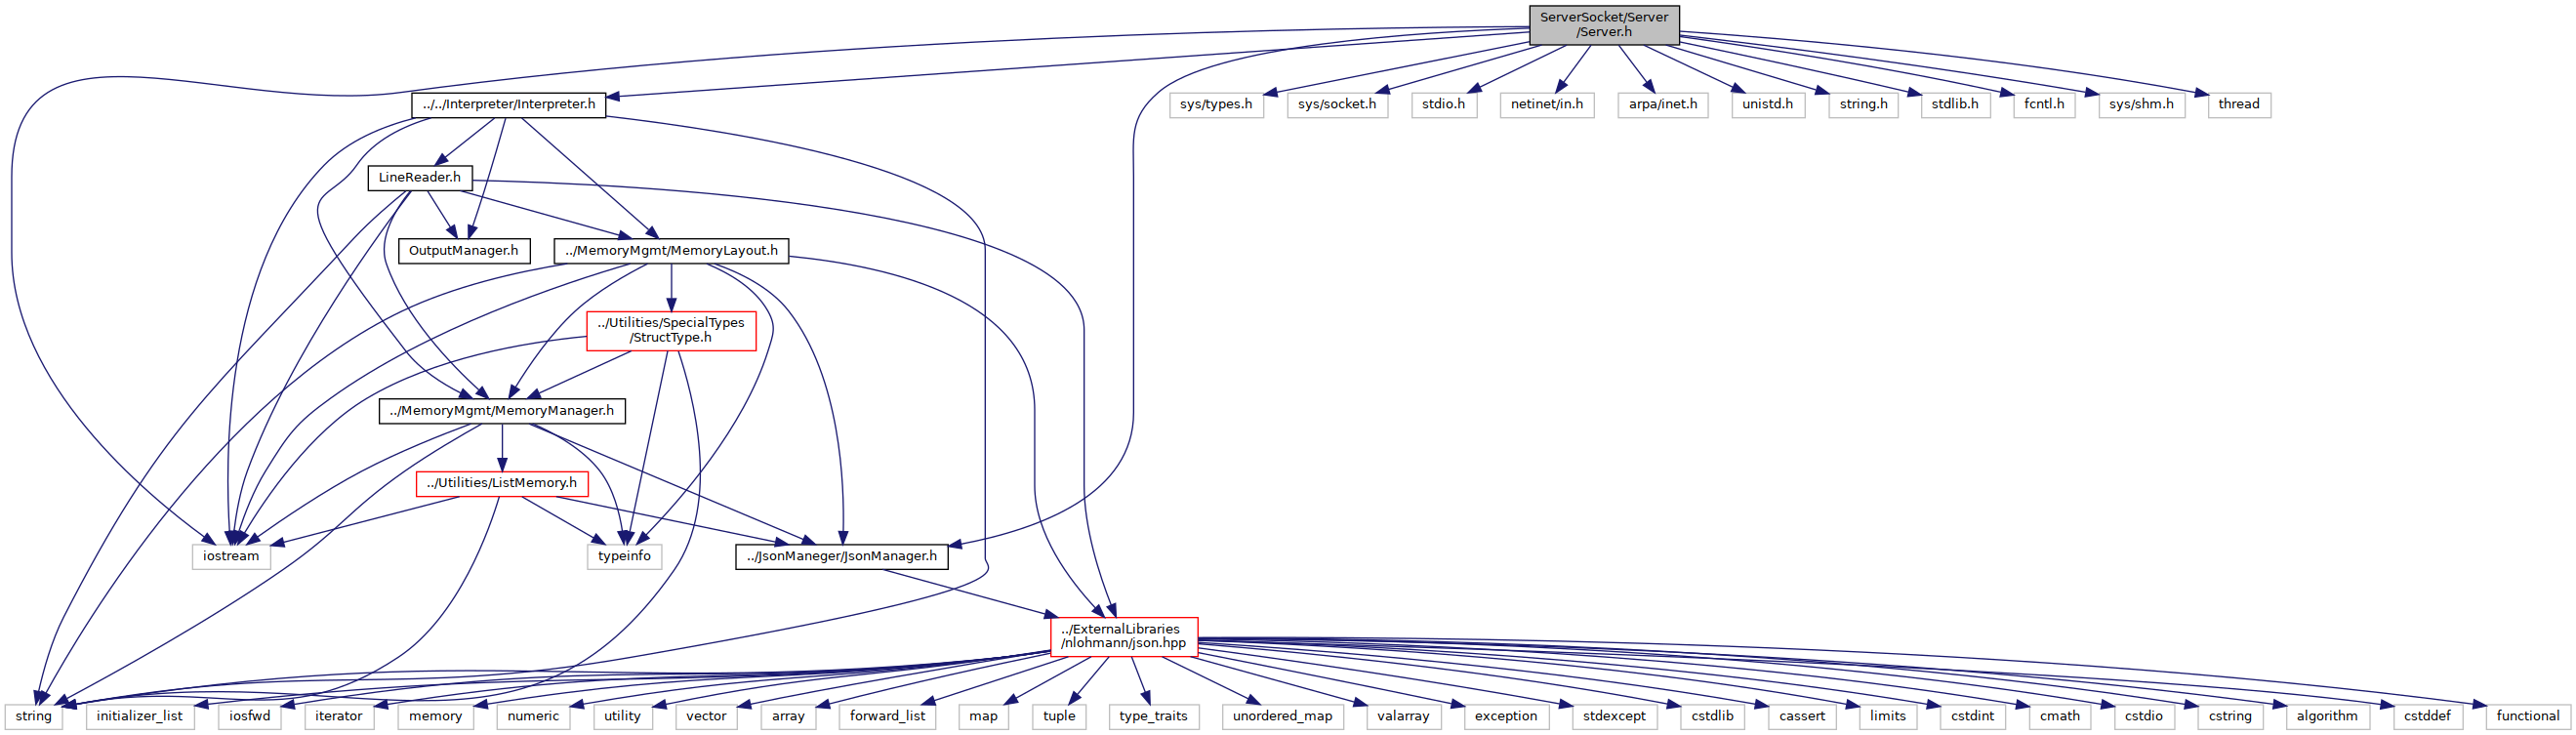 ServerSocket/Server
/Server.h
../../Interpreter/Interpreter.h
sys/types.h
sys/socket.h
stdio.h
netinet/in.h
arpa/inet.h
unistd.h
string.h
stdlib.h
fcntl.h
sys/shm.h
thread
LineReader.h
OutputManager.h
../MemoryMgmt/MemoryLayout.h
../Utilities/SpecialTypes
/StructType.h
../MemoryMgmt/MemoryManager.h
../Utilities/ListMemory.h
iostream
typeinfo
../JsonManeger/JsonManager.h
../ExternalLibraries
/nlohmann/json.hpp
string
initializer_list
iosfwd
iterator
memory
numeric
utility
vector
array
forward_list
map
tuple
type_traits
unordered_map
valarray
exception
stdexcept
cstdlib
cassert
limits
cstdint
cmath
cstdio
cstring
algorithm
cstddef
functional